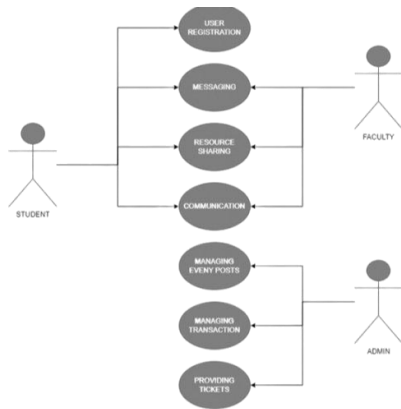 USER
REGISTRATION
MESSAGING
FACULTY
RESOURCE
SHARING
STUDENT
COMMUNICATION
MANAGING
EVENY POSTS
MANAGING
TRANSACTION
ADMIN
PROVIDING
TICKETS